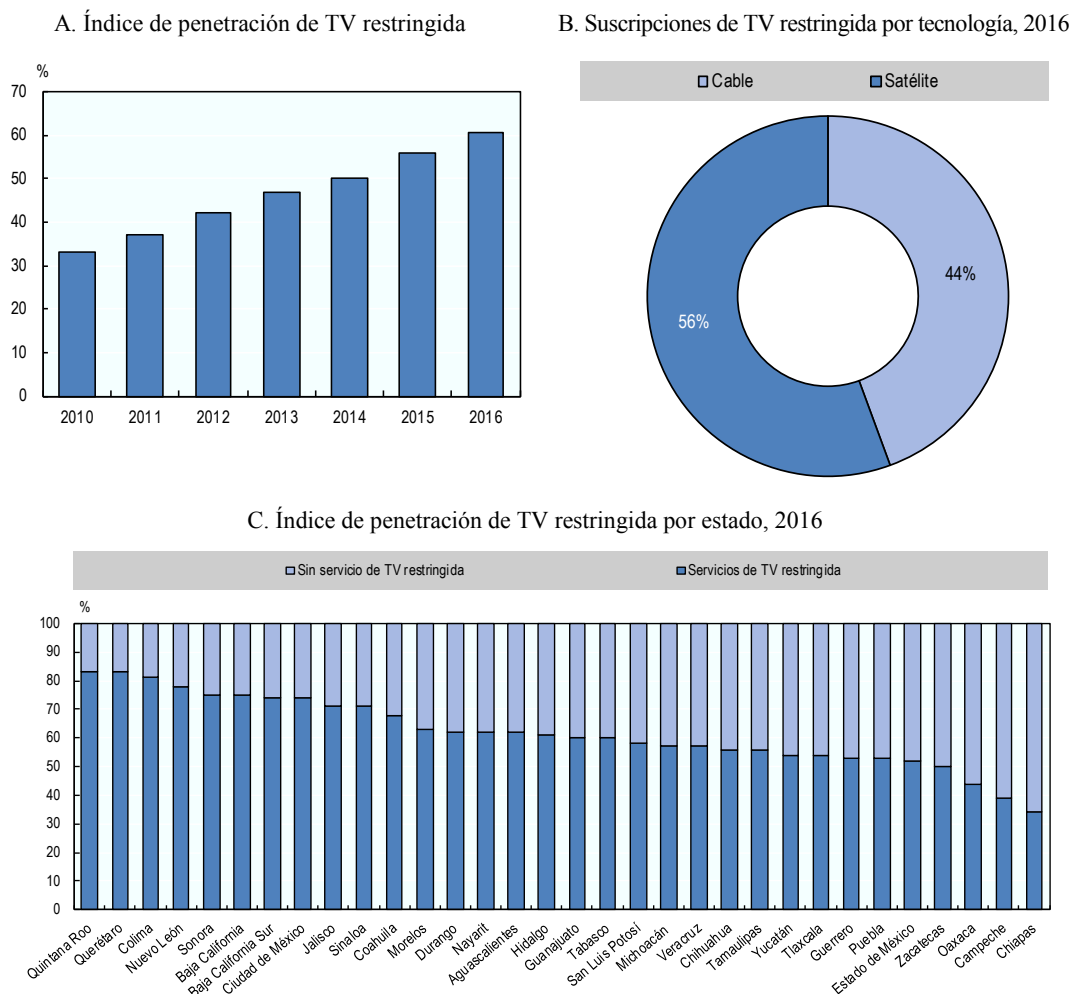 A. Índice de penetración de TV restringida
%
70
60
50
40
30
20
10
0
2010 2011 2012 2013 2014 2015 2016
B. Suscripciones de TV restringida por tecnología, 2016
Cable Satélite
44%
56%
C. Índice de penetración de TV restringida por estado, 2016
Sin servicio de TV restringida Servicios de TV restringida
%
100
90
80
70
60
50
40
30
20
10
0
Quintana Roo
Querétaro
Colima
Nuevo León
Sonora
Baja California
Baja California Sur
Ciudad de México
Jalisco
Sinaloa
Coahuila
Morelos
Durango
Nayarit
Aguascalientes
Hidalgo
Guanajuato
Tabasco
San Luis Potosí
Michoacán
Veracruz
Chihuahua
Tamaulipas
Yucatán
Tlaxcala
Guerrero
Puebla
Estado de México
Zacatecas
Oaxaca
Campeche
Chiapas